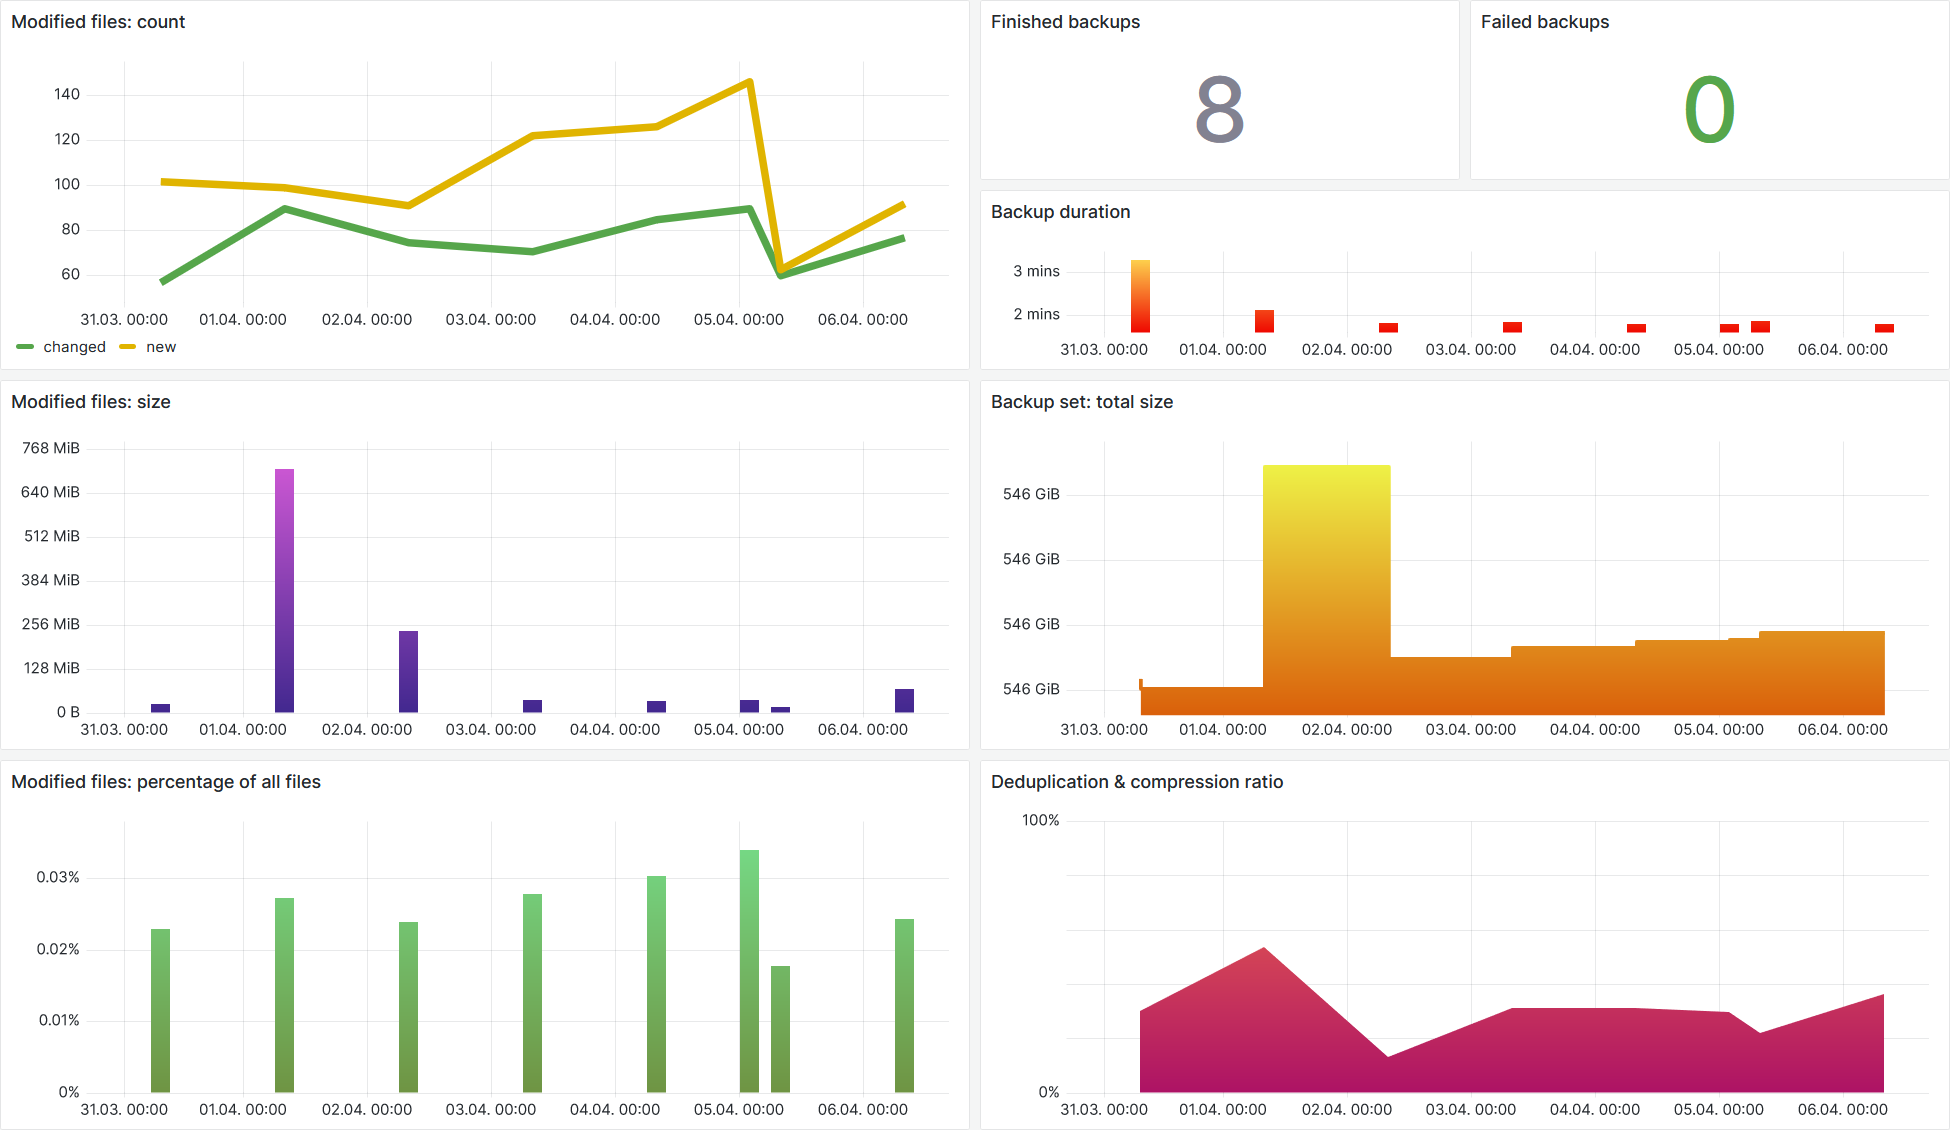 Modified files: count
140
120
100
80
60
31.03. 00:00 01.04. 00:00 02.04. 00:00 03.04. 00:00 04.04. 00:00 05.04. 00:00 06.04. 00:00
changed new
Finished backups
8
Failed backups
0
Backup duration
3 mins
2 mins
31.03. 00:00 01.04. 00:00 02.04. 00:00 03.04. 00:00 04.04. 00:00 05.04. 00:00 06.04. 00:00
Modified files: size
768 MiB
640 MiB
512 MiB
384 MiB
256 MiB
128 MiB
0 B
31.03. 00:00 01.04. 00:00 02.04. 00:00 03.04. 00:00 04.04. 00:00 05.04. 00:00 06.04. 00:00
Backup set: total size
546 GiB
546 GiB
546 GiB
546 GiB
31.03. 00:00 01.04. 00:00 02.04. 00:00 03.04. 00:00 04.04. 00:00 05.04. 00:00 06.04. 00:00
Modified files: percentage of all files
0.03%
0.02%
0.01%
0%
31.03. 00:00 01.04. 00:00 02.04. 00:00 03.04. 00:00 04.04. 00:00 05.04. 00:00 06.04. 00:00
Deduplication & compression ratio
100%
0%
31.03. 00:00 01.04. 00:00 02.04. 00:00 03.04. 00:00 04.04. 00:00 05.04. 00:00 06.04. 00:00